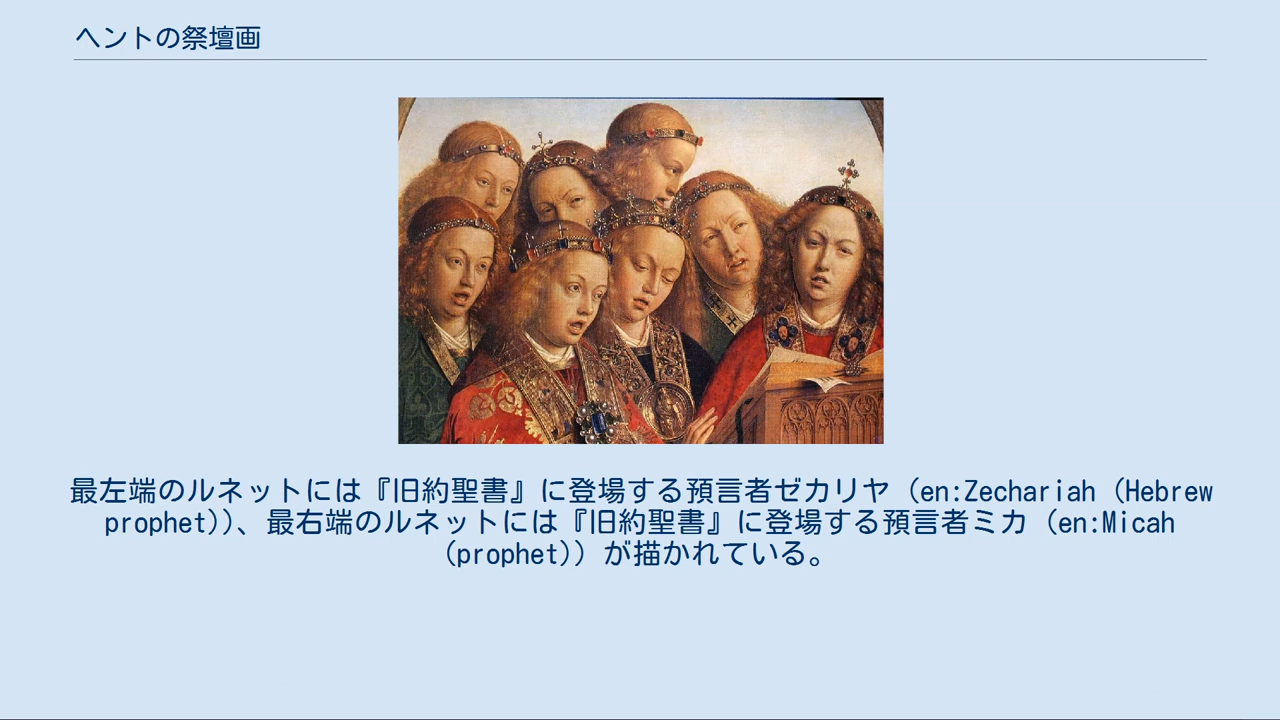 ヘントの祭壇画
最左端のルネットには『旧約聖書』に登場する預言者ゼカリヤ（en:Zechariah (Hebrew
prophet)）、最右端のルネットには『旧約聖書』に登場する預言者ミカ（en:Micah
(prophet)）が描かれている。